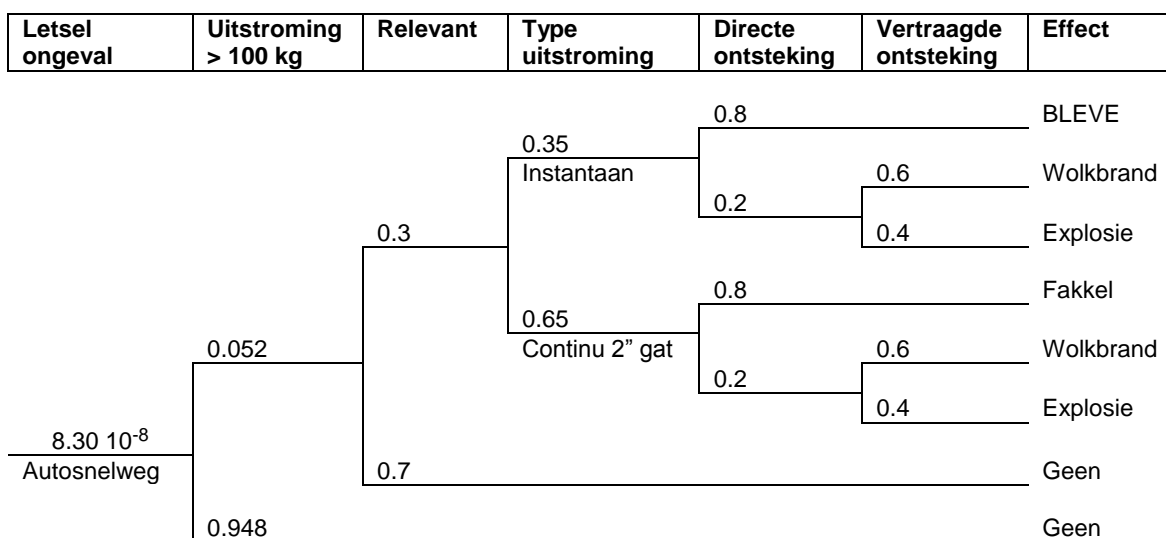 Letsel Uitstroming Relevant Type Directe Vertraagde Effect
ongeval > 100 kg uitstroming ontsteking ontsteking
0.8 BLEVE
0.35
Instantaan 0.6 Wolkbrand
0.2
0.3 0.4 Explosie
0.8 Fakkel
0.65
0.052 Continu 2” gat 0.6 Wolkbrand
0.2
0.4 Explosie
8.30 10-8
Autosnelweg 0.7 Geen
0.948 Geen